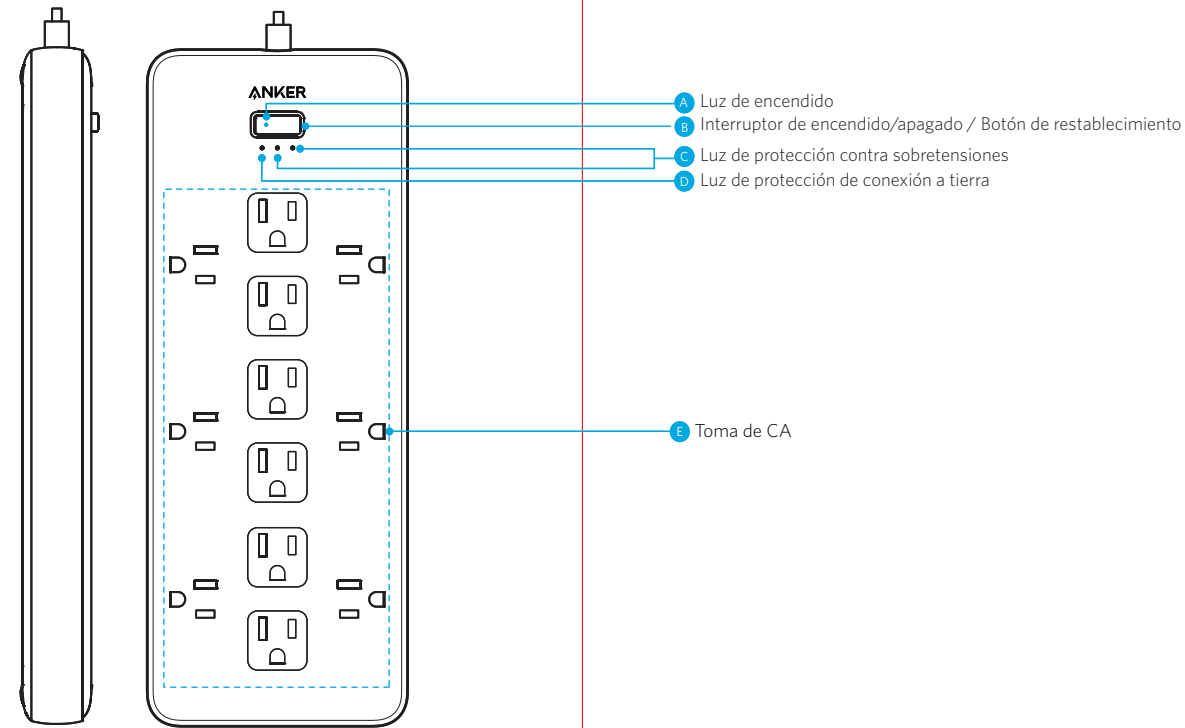 ANKER
A Luz de encendido
B Interruptor de encendido/apagado / Botón de restablecimiento
C Luz de protección contra sobretensiones
D Luz de protección de conexión a tierra
E Toma de CA